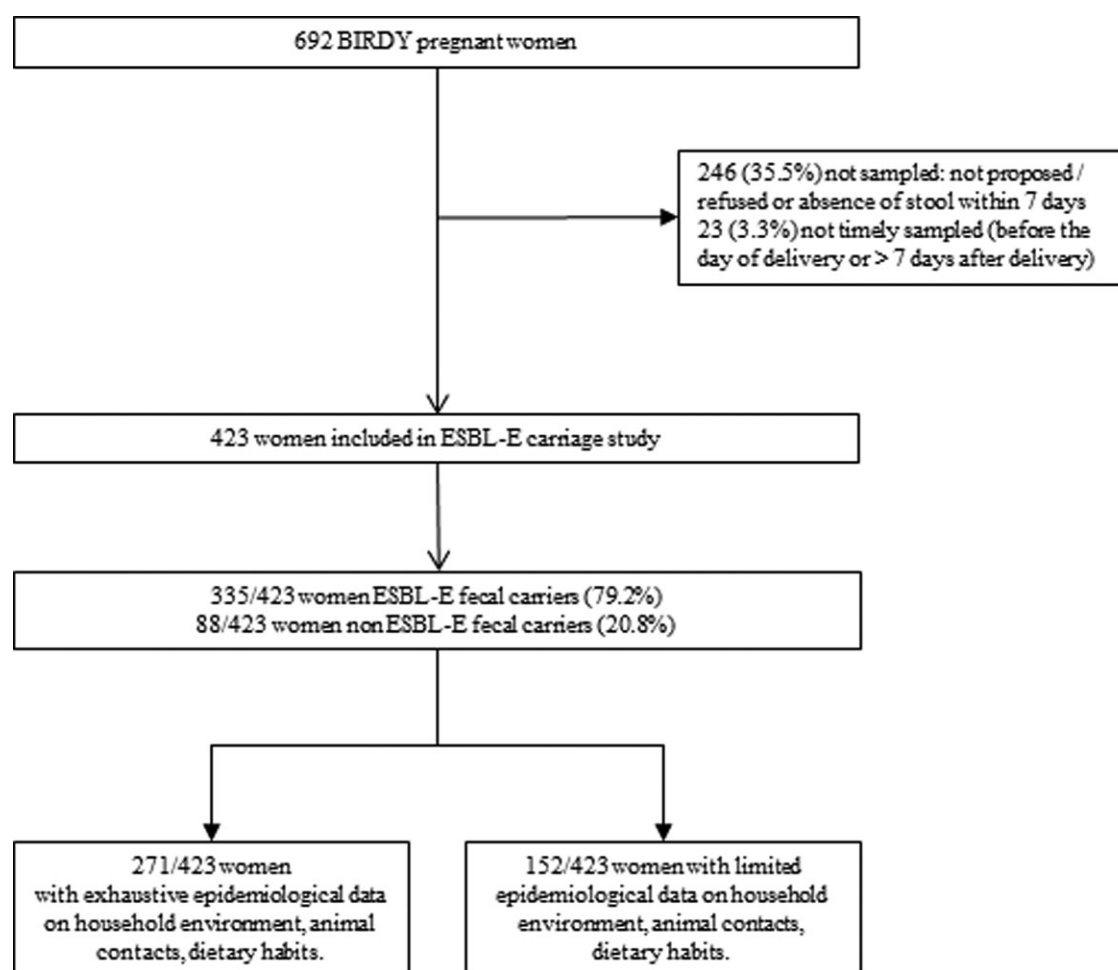 692 BIRDY pregnant women
246 (35.5%) not sampled: not proposed /
refused or absence of stool within 7 days
23 (3.3%) not timely sampled (before the
day of delivery or > 7 days after delivery)
423 women included in ESBL-E carriage study
335/423 women ESBL-E fecal carriers (79.2%)
88/423 women non ESBL-E fecal carriers (20.8%)
271/423 women
with exhaustive epidemiological data
on household environment, animal
contacts, dietary habits.
152/423 women with limited
epidemiological data on household
environment, animal contacts,
dietary habits.